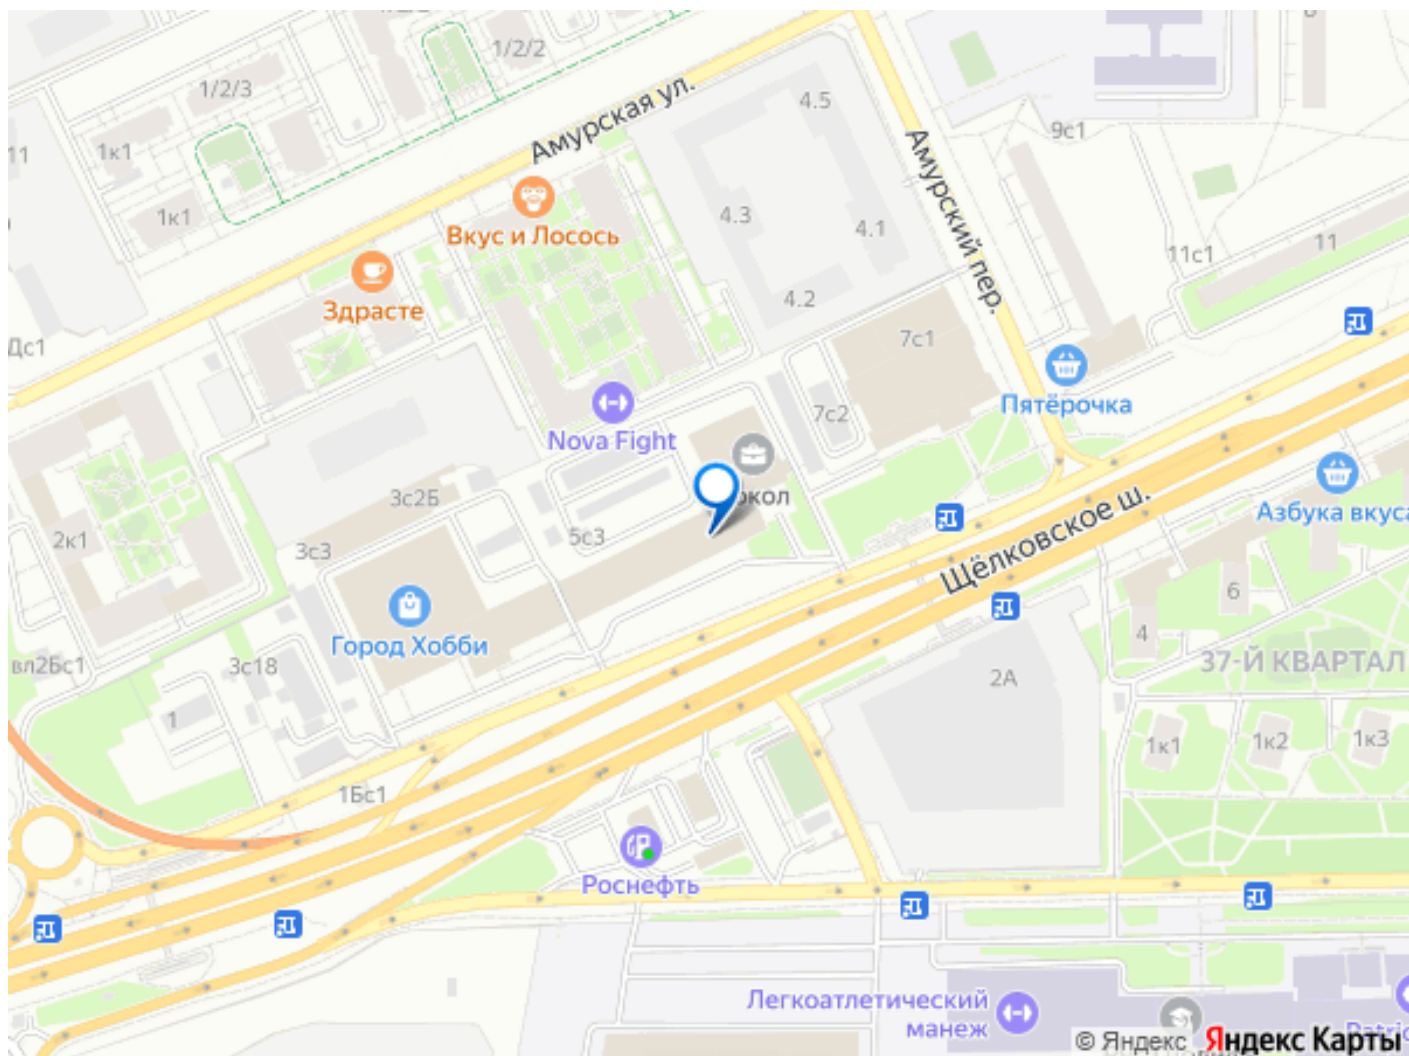 1/2/2
1/2/3
4.5
Амурская ул.
9с1
11
1к1
Амурский пер.
1к1
4.3
4.1
Вкус и Лосось
11
11с1
4.2
Здрасте
7с1
Дс1
Пятёрочка
7с2
Nova Fight
3с2Б
Щёлковское ш.
Азбука вкуса
2к1
5с3
3с3
6
4
Город Хобби
37-Й КВАРТАЛ
вл2Бс1
3с18
2А
1
1к1
1к2
1к3
1Бс1
Роснефть
Легкоатлетический
манеж
© Яндекс
Яндекс Карты